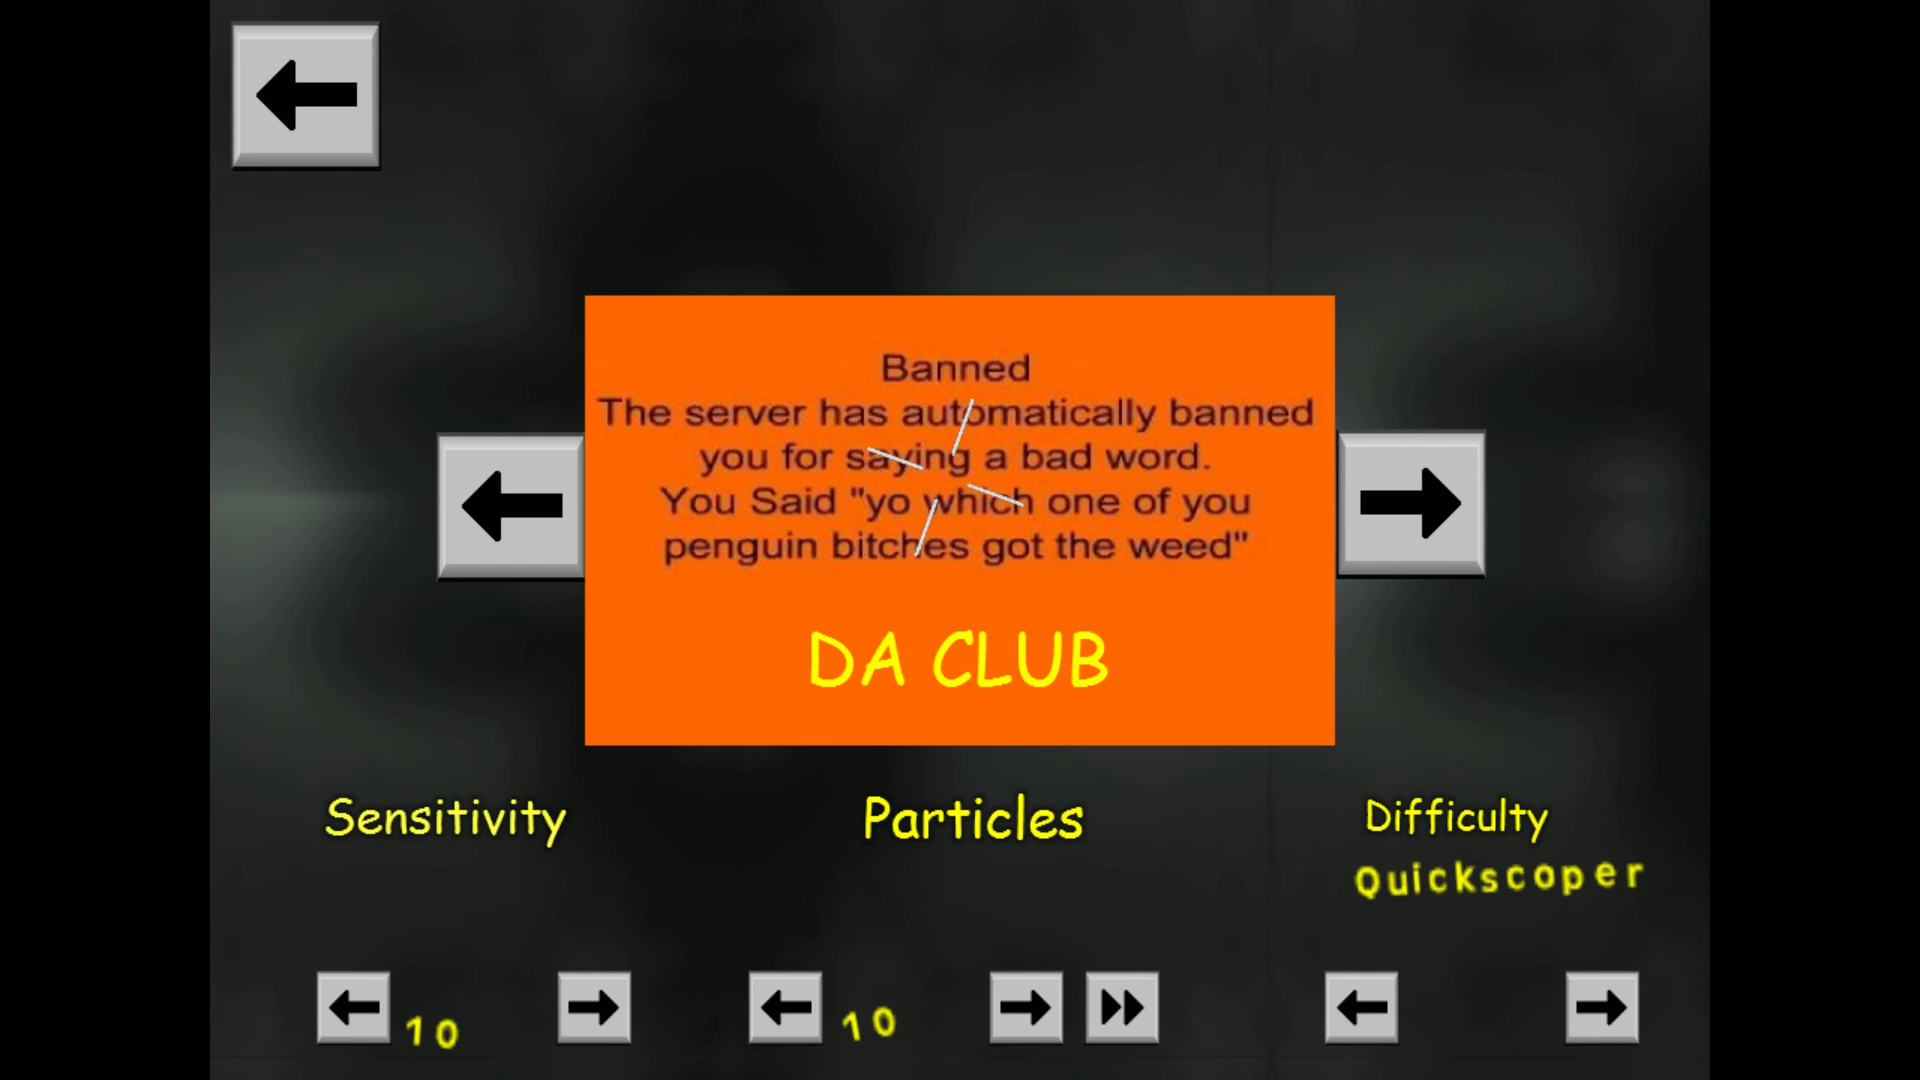 Banned
The server has automatically banned
you for saying a bad word.
You Said "yo which one of you
penguin bitches got the weed"
DA CLUB
Sensitivity
Particles
Difficulty
Quickscoper
10
10